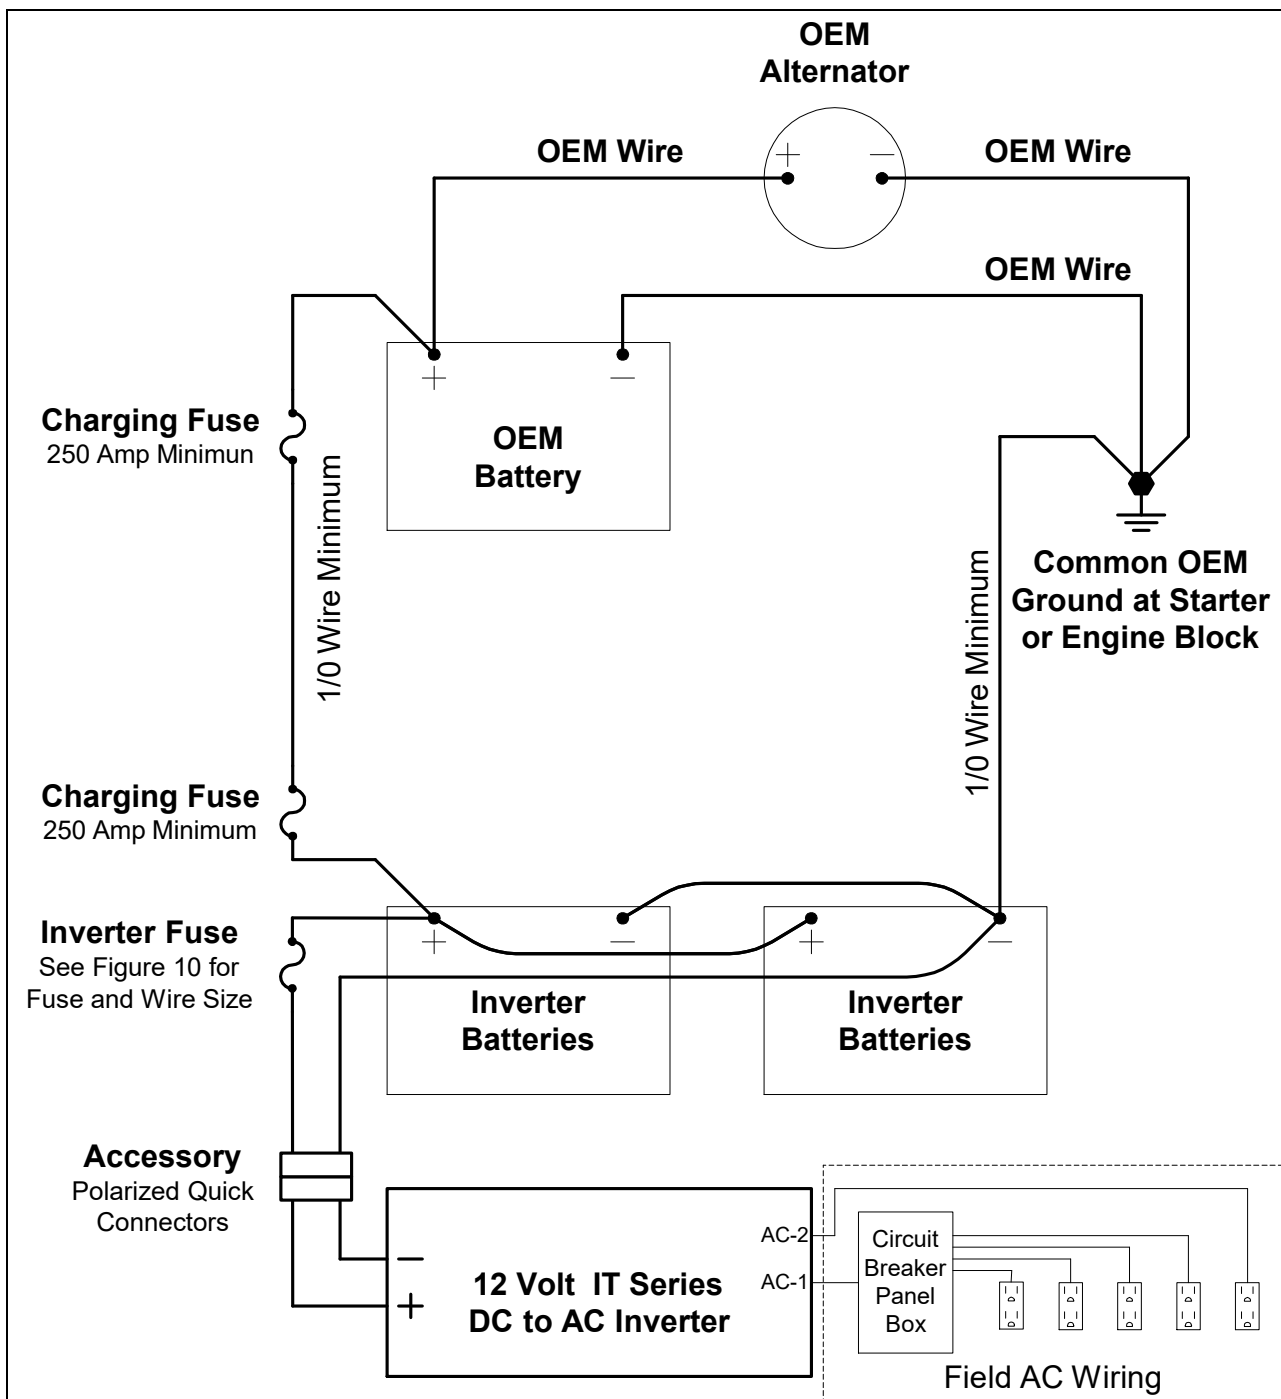 OEM
Alternator
OEM Wire
OEM Wire
OEM Wire
+
−
+
−
Charging Fuse
250 Amp Minimun
OEM
Battery
1/0 Wire Minimum
Common OEM
Ground at Starter
or Engine Block
1/0 Wire Minimum
Charging Fuse
250 Amp Minimum
Inverter Fuse
See Figure 10 for
Fuse and Wire Size
+
−
+
−
Inverter
Batteries
Inverter
Batteries
Accessory
Polarized Quick
Connectors
−
+
12 Volt IT Series
DC to AC Inverter
AC-2
AC-1
Circuit
Breaker
Panel
Box
Field AC Wiring